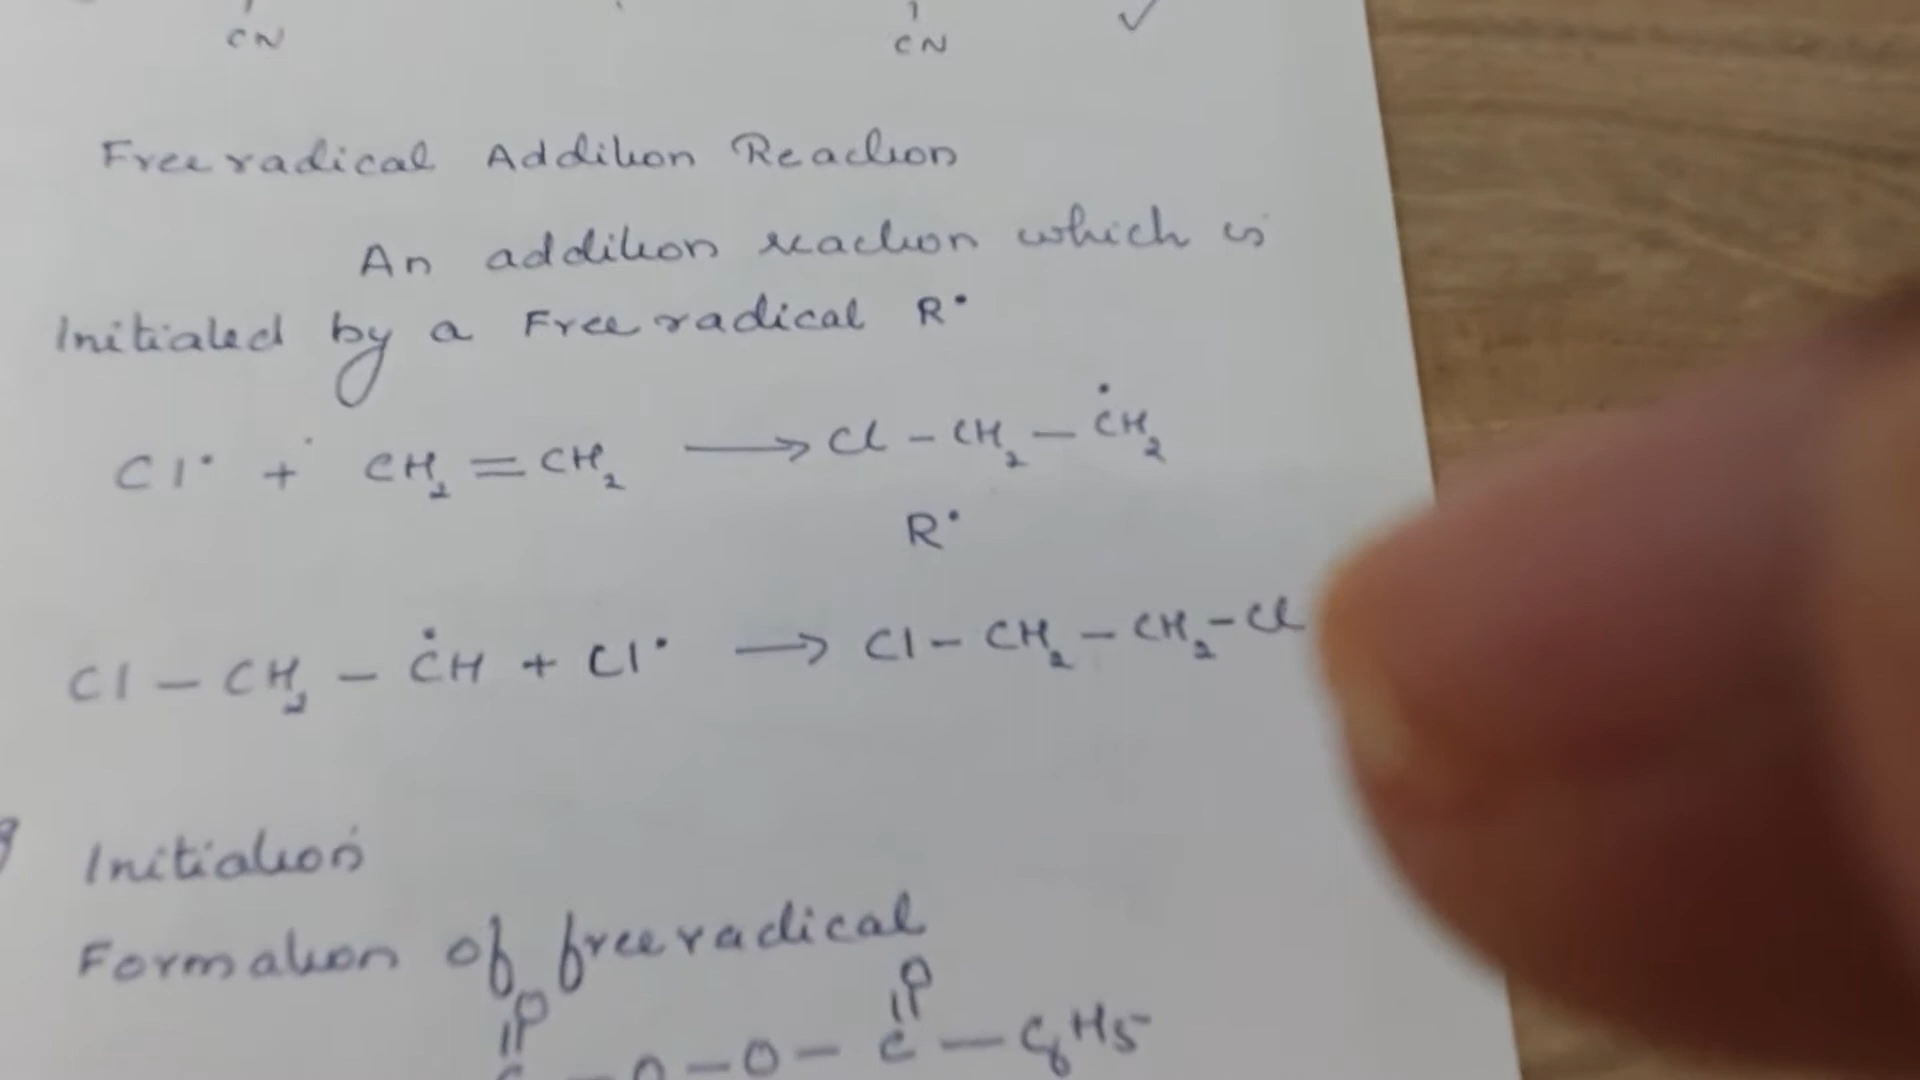 CN CN ✓
Free radical Addition Reaction
An addition reaction which is
Initiated by a Free radical R•
Cl• + CH₂ = CH₂ ⟶ Cl – CH₂ – ĊH₂
R•
Cl – CH₂ – ĊH + Cl• ⟶ Cl – CH₂ – CH₂ – Cl
Initiation
Formation of free radical
O O
|| ||
C – O – O – C – C₆H₅